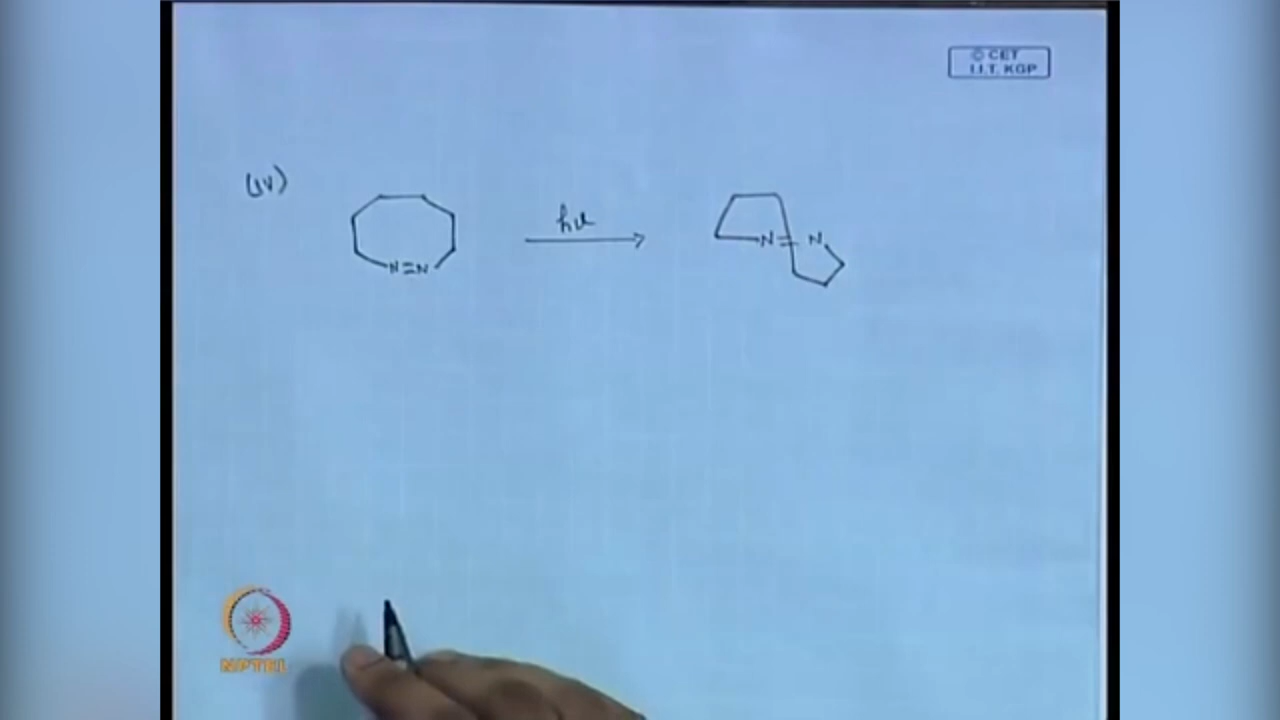 © CET
I.I.T. KGP
(iv)
hν
N=N
N= N
NPTEL